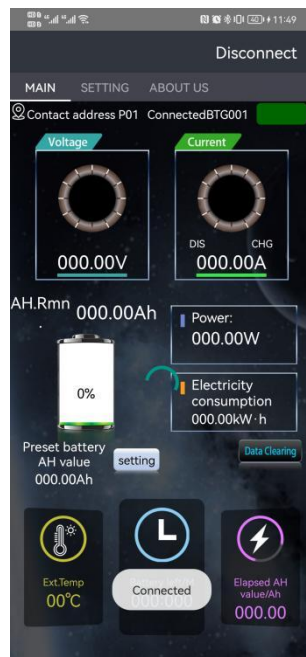 11:49
Disconnect
MAIN SETTING ABOUT US
Contact address P01 ConnectedBTG001
Voltage
Current
DIS CHG
000.00V
000.00A
AH.Rmn 000.00Ah
Power:
000.00W
0%
Electricity
consumption
000.00kW·h
Preset battery
AH value
000.00Ah
setting
Data Clearing
Ext.Temp
00℃
Connected
Elapsed AH
value/Ah
000.00